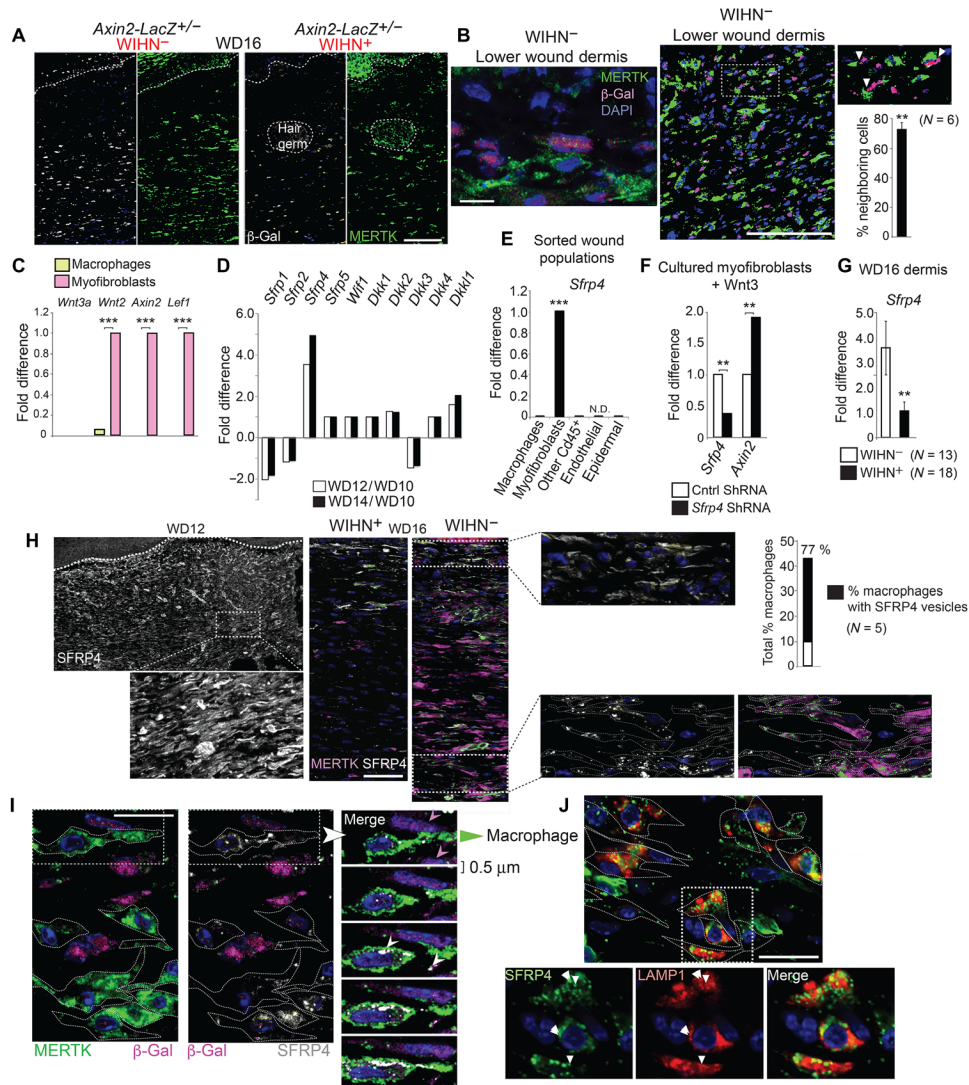 A
Axin2-LacZ+/–
WIHN–
WD16
Axin2-LacZ+/–
WIHN+
Hair
germ
β-Gal
MERTK
B
WIHN–
Lower wound dermis
MERTK
β-Gal
DAPI
WIHN–
Lower wound dermis
(N = 6)
**
% neighboring cells
80
60
40
20
0
C
Macrophages
Myofibroblasts
Wnt3a Wnt2 Axin2 Lef1
*** *** ***
Fold difference
1.2
1.0
0.8
0.6
0.4
0.2
0
D
Sfrp1
Sfrp2
Sfrp4
Sfrp5
Wif1
Dkk1
Dkk2
Dkk3
Dkk4
Dkkl1
Fold difference
6.0
4.0
2.0
0
−2.0
WD12/WD10
WD14/WD10
E
Sorted wound
populations
Sfrp4
***
Fold difference
1.2
1.0
0.8
0.6
0.4
0.2
0
N.D.
Macrophages
Myofibroblasts
Other Cd45+
Endothelial
Epidermal
F
Cultured myofibroblasts
+ Wnt3
** **
Fold difference
2.0
1.5
1.0
0.5
0
Srfp4
Axin2
Cntrl ShRNA
Sfrp4 ShRNA
G
WD16 dermis
Sfrp4
**
Fold difference
5.0
4.0
3.0
2.0
1.0
0
WIHN– (N = 13)
WIHN+ (N = 18)
H
WD12
SFRP4
WIHN+
WD16
WIHN–
MERTK SFRP4
77 %
Total % macrophages
50
40
30
20
10
0
% macrophages
with SFRP4 vesicles
(N = 5)
I
MERTK
β-Gal
β-Gal
SFRP4
Merge
Macrophage
0.5 µm
J
SFRP4
LAMP1
Merge